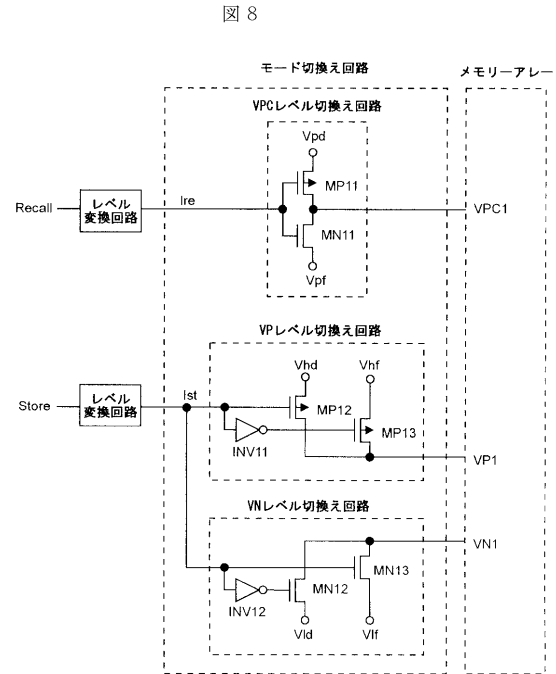 図 8
モード切換え回路
メモリーアレー
VPCレベル切換え回路
Vpd
MP11
Recall
レベル
変換回路
Ire
VPC1
MN11
Vpf
VPレベル切換え回路
Vhd
Vhf
Store
レベル
変換回路
Ist
MP12
INV11
MP13
VP1
VNレベル切換え回路
VN1
MN13
MN12
INV12
Vld
Vlf